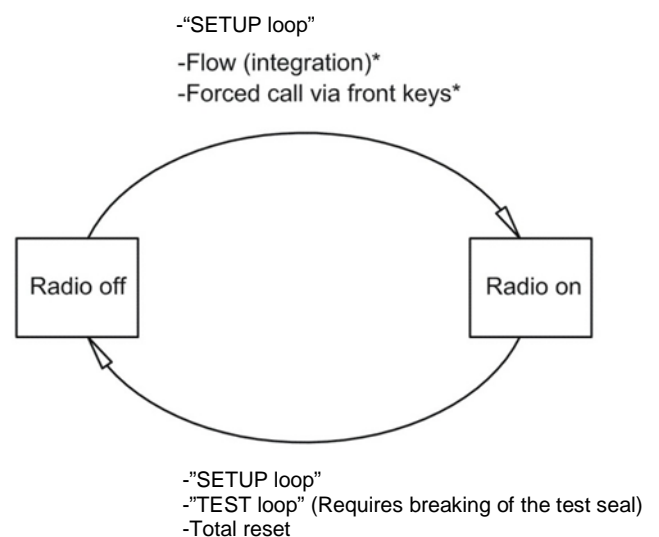 -“SETUP loop”
-Flow (integration)*
-Forced call via front keys*
Radio off
Radio on
-”SETUP loop”
-”TEST loop” (Requires breaking of the test seal)
-Total reset